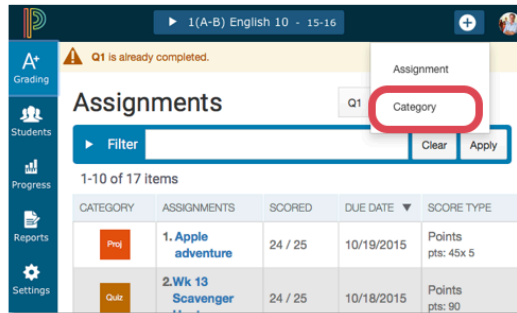 1(A-B) English 10 - 15-16
A+
Grading
Q1 is already completed.
Assignment
Category
Assignments
Q1
Students
Filter
Clear
Apply
1-10 of 17 items
Progress
CATEGORY ASSIGNMENTS SCORED DUE DATE ▼ SCORE TYPE
Reports
Proj
1. Apple
adventure
24 / 25
10/19/2015
Points
pts: 45x 5
Settings
Quiz
2.Wk 13
Scavenger
24 / 25
10/18/2015
Points
pts: 90